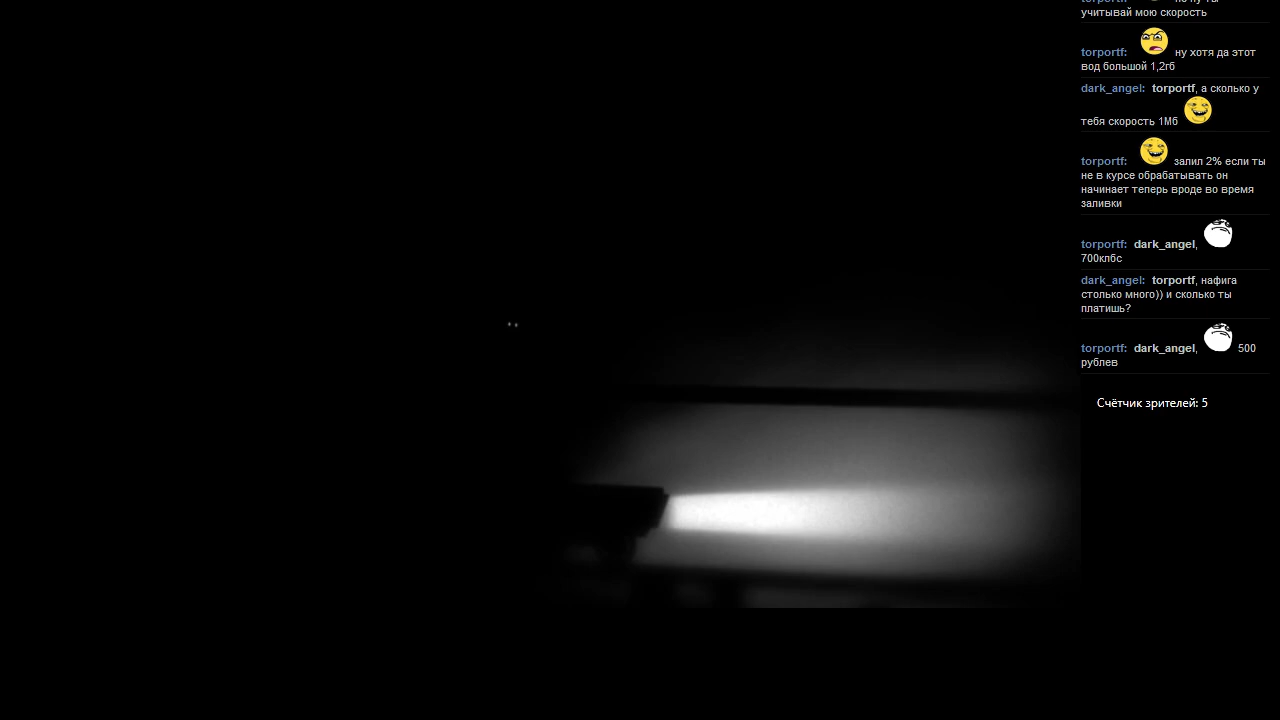 учитывай мою скорость
torportf: ну хотя да этот
вод большой 1,2гб
dark_angel: torportf, а сколько у
тебя скорость 1Мб
torportf: залил 2% если ты
не в курсе обрабатывать он
начинает теперь вроде во время
заливки
torportf: dark_angel,
700клбс
dark_angel: torportf, нафига
столько много)) и сколько ты
платишь?
torportf: dark_angel, 500
рублев
Счётчик зрителей: 5